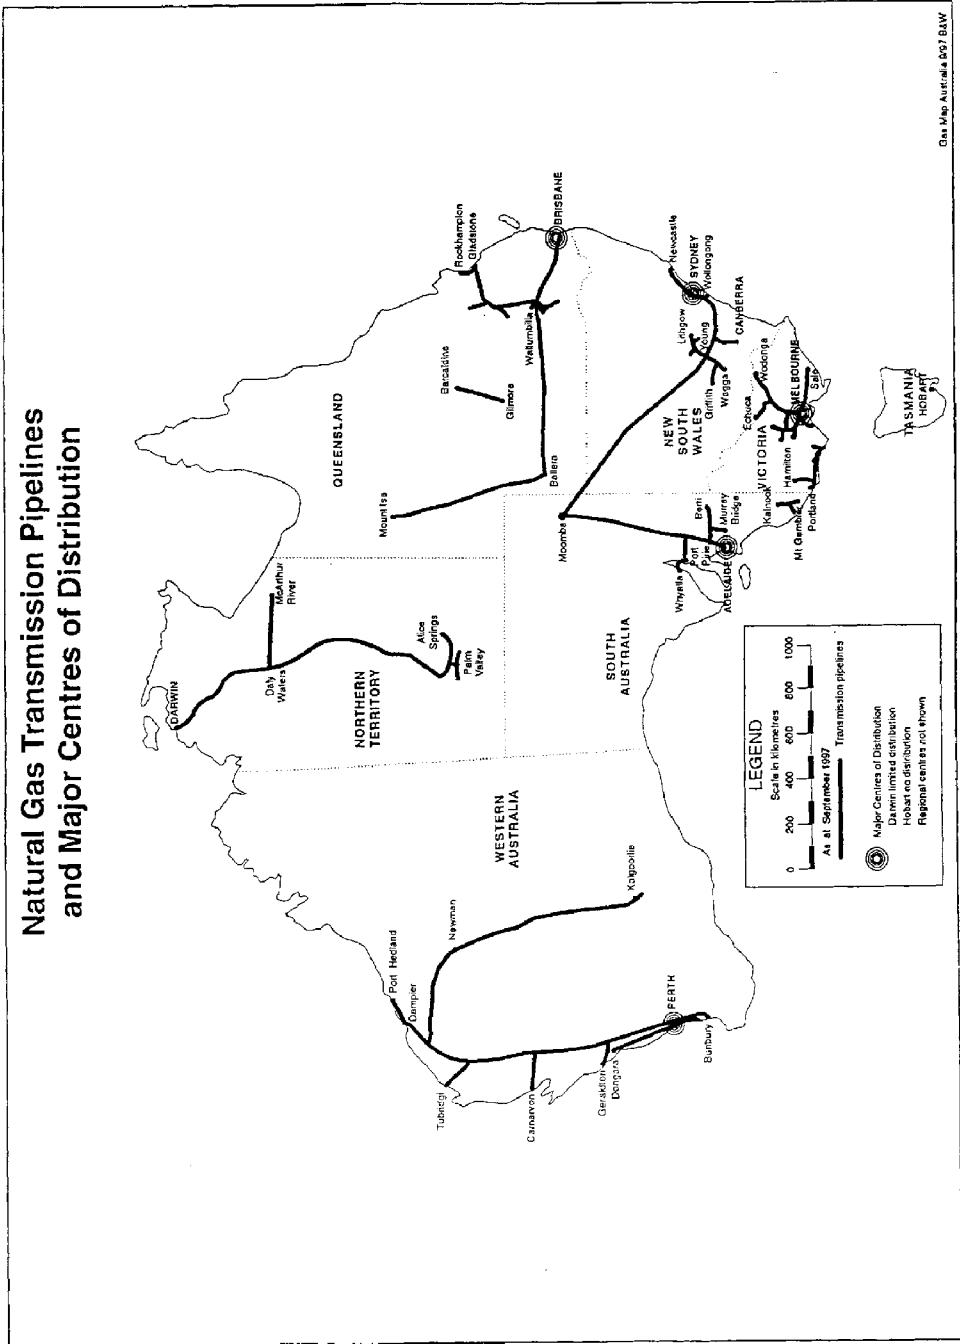 Natural Gas Transmission Pipelines
and Major Centres of Distribution
DARWIN
McArthur
River
Daly
Waters
Alice
Springs
Palm
Valley
NORTHERN
TERRITORY
QUEENSLAND
Mount Isa
Barcaldine
Gilmore
Rockhampton
Gladstone
Wallumbilla
BRISBANE
Ballera
Moomba
WESTERN
AUSTRALIA
Port Hedland
Dampier
Newman
Tubridgi
Carnarvon
Geraldton
Dongara
Kalgoorlie
PERTH
Bunbury
SOUTH
AUSTRALIA
Whyalla
Port
Pirie
Berri
Murray
Bridge
ADELAIDE
NEW
SOUTH
WALES
Newcastle
SYDNEY
Wollongong
Lithgow
Young
CANBERRA
Griffith
Wagga
Wodonga
Echuca
VICTORIA
MELBOURNE
Sale
Hamilton
Katnook
Mt Gambier
Portland
TASMANIA
HOBART
LEGEND
Scale in kilometres
0 200 400 600 800 1000
As at September 1997
Transmission pipelines
Major Centres of Distribution
Darwin limited distribution
Hobart no distribution
Regional centres not shown
Gas Map Australia 9/97 B&W